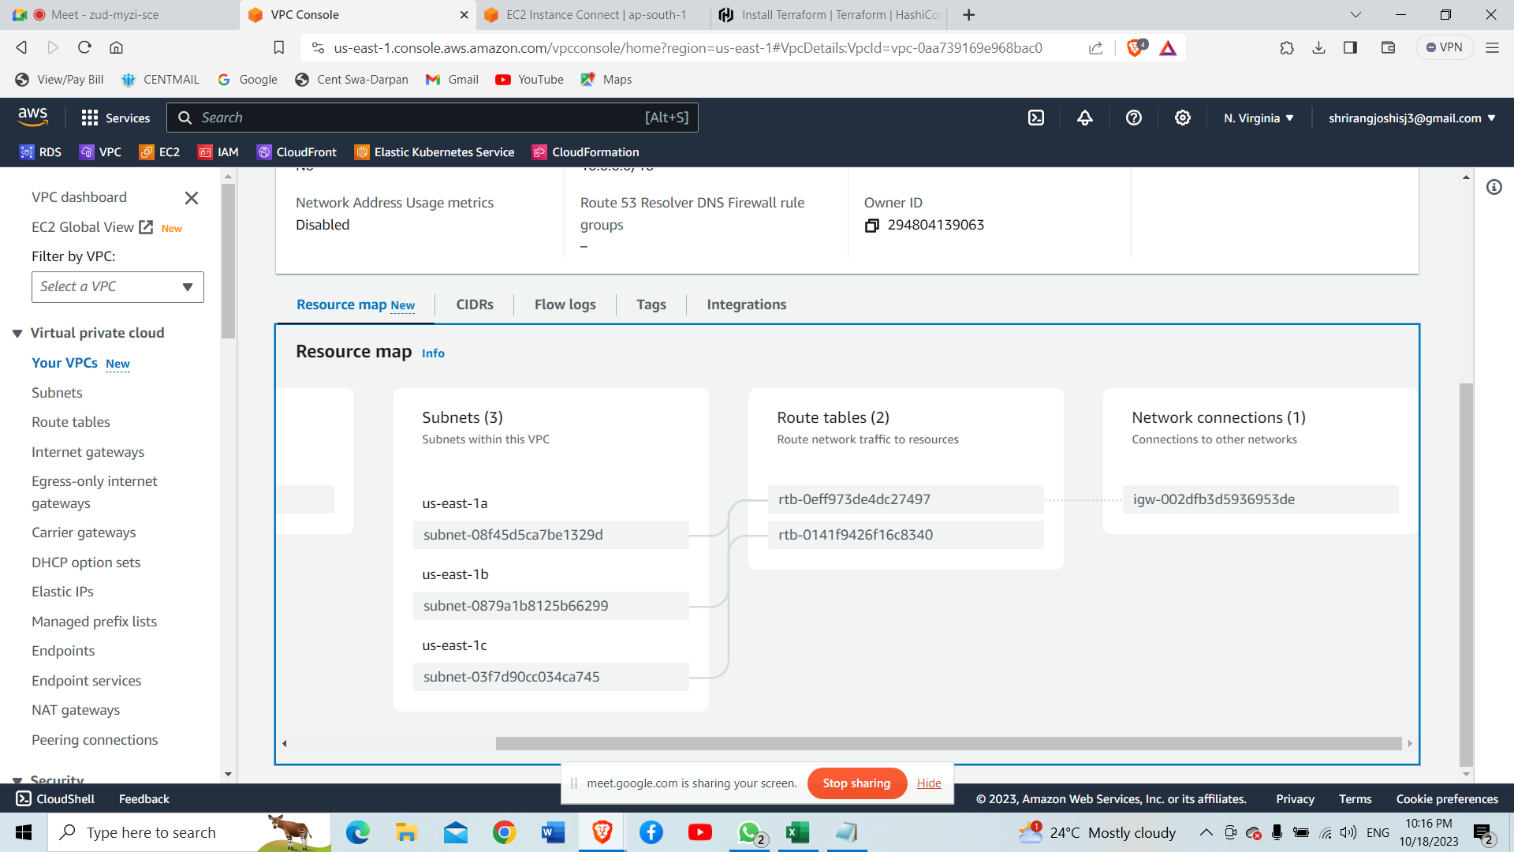 Meet - zud-myzi-sce
VPC Console
EC2 Instance Connect | ap-south-1
Install Terraform | Terraform | HashiCo
us-east-1.console.aws.amazon.com/vpcconsole/home?region=us-east-1#VpcDetails:VpcId=vpc-0aa739169e968bac0
4
VPN
View/Pay Bill
CENTMAIL
Google
Cent Swa-Darpan
Gmail
YouTube
Maps
aws
Services
Search
[Alt+S]
N. Virginia
shrirangjoshisj3@gmail.com
RDS
VPC
EC2
IAM
CloudFront
Elastic Kubernetes Service
CloudFormation
VPC dashboard
EC2 Global View New
Filter by VPC:
Select a VPC
Virtual private cloud
Your VPCs New
Subnets
Route tables
Internet gateways
Egress-only internet
gateways
Carrier gateways
DHCP option sets
Elastic IPs
Managed prefix lists
Endpoints
Endpoint services
NAT gateways
Peering connections
Security
Network Address Usage metrics
Disabled
Route 53 Resolver DNS Firewall rule
groups
–
Owner ID
294804139063
Resource map New
CIDRs
Flow logs
Tags
Integrations
Resource map Info
Subnets (3)
Subnets within this VPC
us-east-1a
subnet-08f45d5ca7be1329d
us-east-1b
subnet-0879a1b8125b66299
us-east-1c
subnet-03f7d90cc034ca745
Route tables (2)
Route network traffic to resources
rtb-0eff973de4dc27497
rtb-0141f9426f16c8340
Network connections (1)
Connections to other networks
igw-002dfb3d5936953de
meet.google.com is sharing your screen.
Stop sharing
Hide
CloudShell
Feedback
© 2023, Amazon Web Services, Inc. or its affiliates.
Privacy
Terms
Cookie preferences
Type here to search
2
1
24°C Mostly cloudy
ENG
10:16 PM
10/18/2023
2